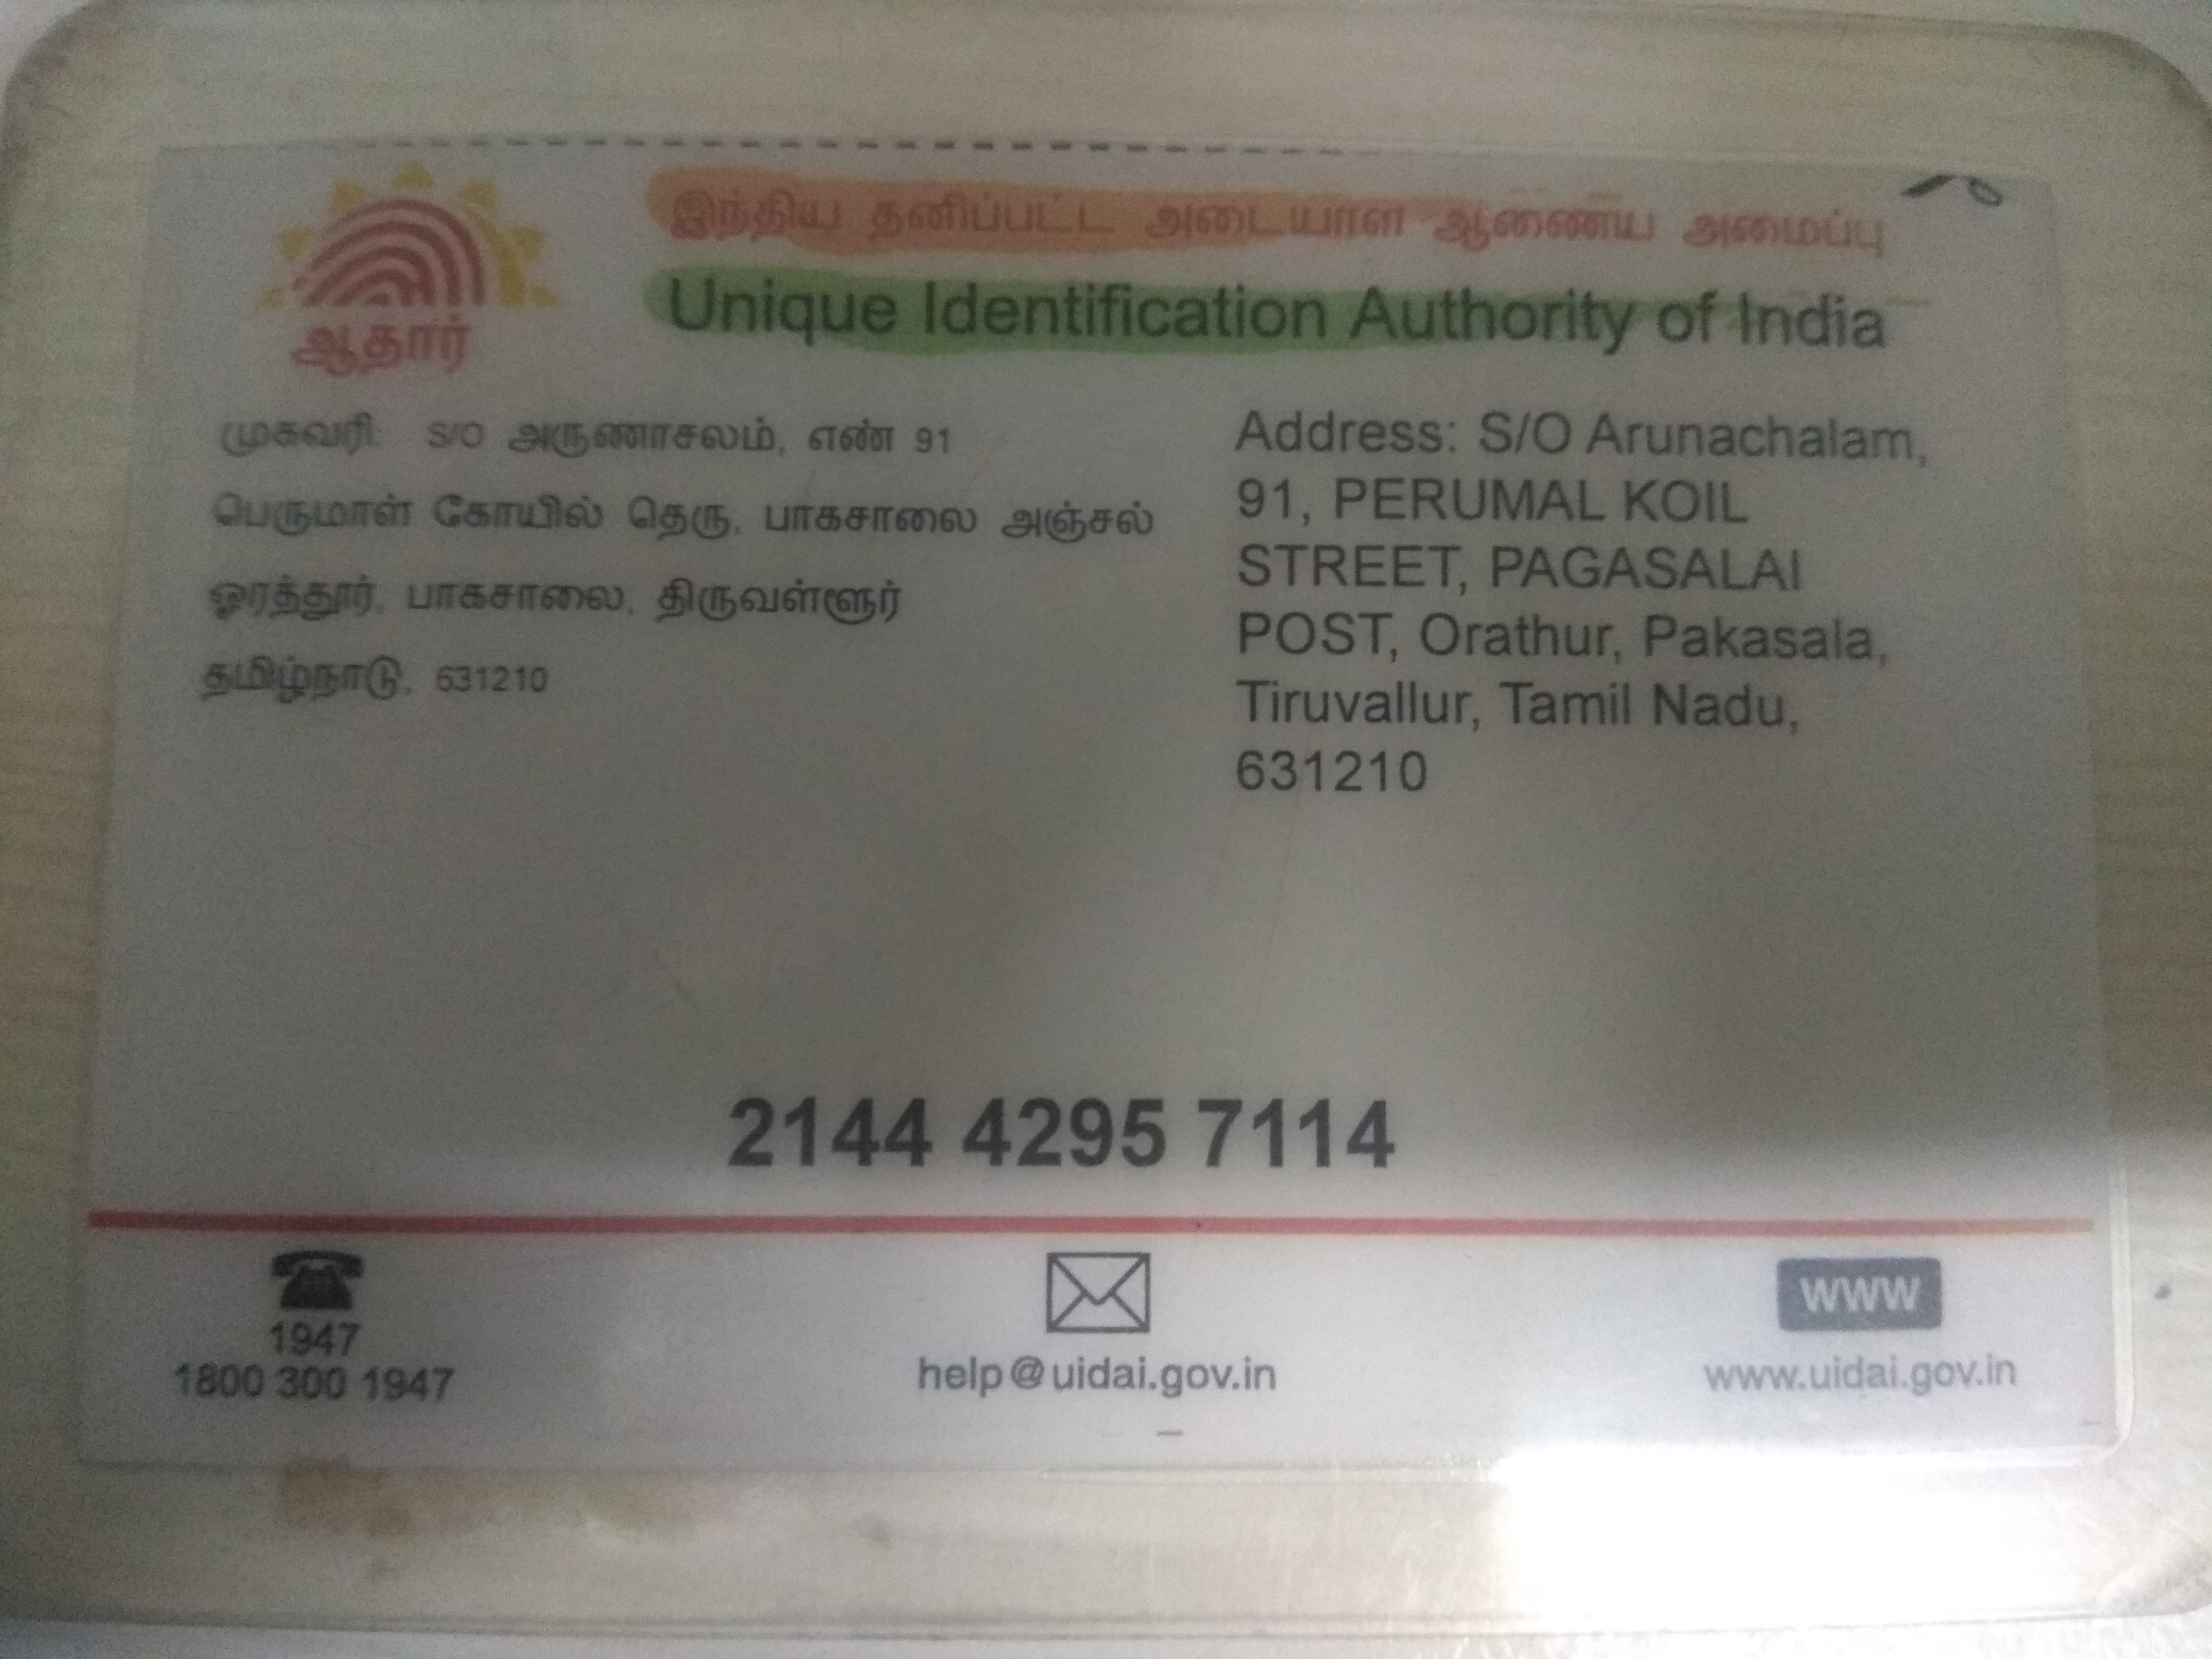 இந்திய தனிப்பட்ட அடையாள ஆணைய அமைப்பு
Unique Identification Authority of India
ஆதார்
முகவரி: S/O அருணாசலம், எண் 91
பெருமாள் கோயில் தெரு, பாகசாலை அஞ்சல்
ஓரத்தூர், பாகசாலை, திருவள்ளூர்
தமிழ்நாடு, 631210
Address: S/O Arunachalam,
91, PERUMAL KOIL
STREET, PAGASALAI
POST, Orathur, Pakasala,
Tiruvallur, Tamil Nadu,
631210
2144 4295 7114
1947
1800 300 1947
help@uidai.gov.in
WWW
www.uidai.gov.in